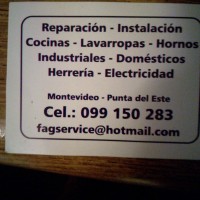 Reparación - Instalación
Cocinas - Lavarropas - Hornos
Industriales - Domésticos
Herrería - Electricidad
Montevideo - Punta del Este
Cel.: 099 150 283
fagservice@hotmail.com